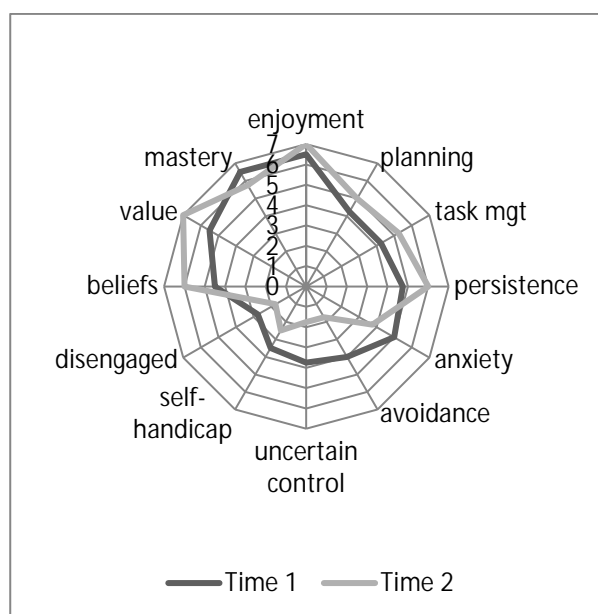 enjoyment
7
6
5
4
3
2
1
0
planning
task mgt
persistence
anxiety
avoidance
uncertain
control
self-
handicap
disengaged
beliefs
value
mastery
Time 1
Time 2